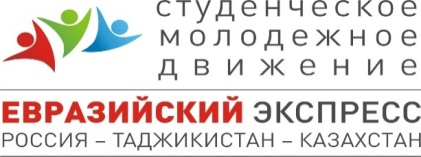 студенческое
молодежное
движение
ЕВРАЗИЙСКИЙ ЭКСПРЕСС
РОССИЯ – ТАДЖИКИСТАН – КАЗАХСТАН